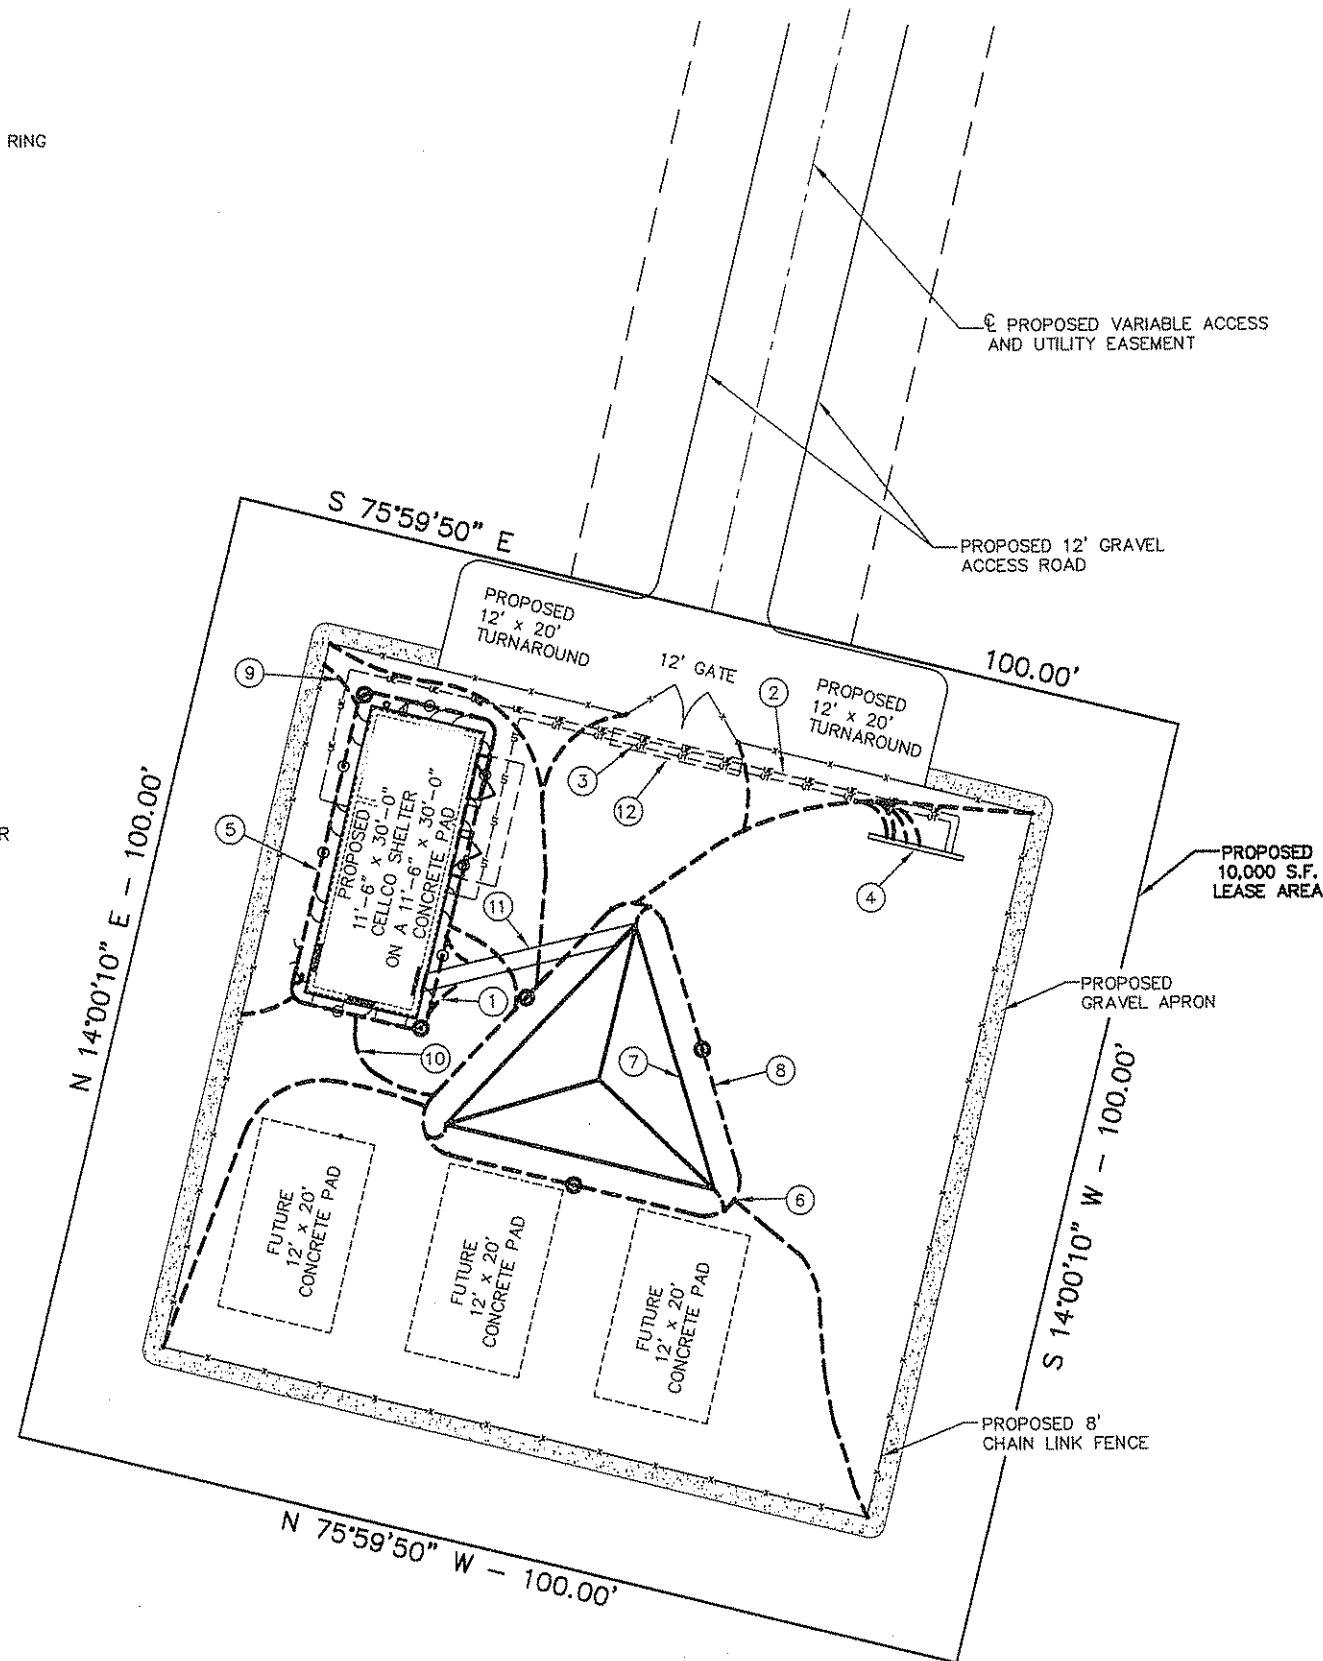 RING
℄ PROPOSED VARIABLE ACCESS
AND UTILITY EASEMENT
PROPOSED 12' GRAVEL
ACCESS ROAD
S 75°59'50" E
100.00'
PROPOSED
12' x 20'
TURNAROUND
12' GATE
PROPOSED
12' x 20'
TURNAROUND
9
2
3
12
5
4
PROPOSED
11'-6" x 30'-0"
CELLCO SHELTER
ON A 11'-6" x 30'-0"
CONCRETE PAD
R
N 14°00'10" E - 100.00'
PROPOSED
10,000 S.F.
LEASE AREA
11
1
PROPOSED
GRAVEL APRON
10
7
8
6
FUTURE
12' x 20'
CONCRETE PAD
FUTURE
12' x 20'
CONCRETE PAD
FUTURE
12' x 20'
CONCRETE PAD
S 14°00'10" W - 100.00'
PROPOSED 8'
CHAIN LINK FENCE
N 75°59'50" W - 100.00'